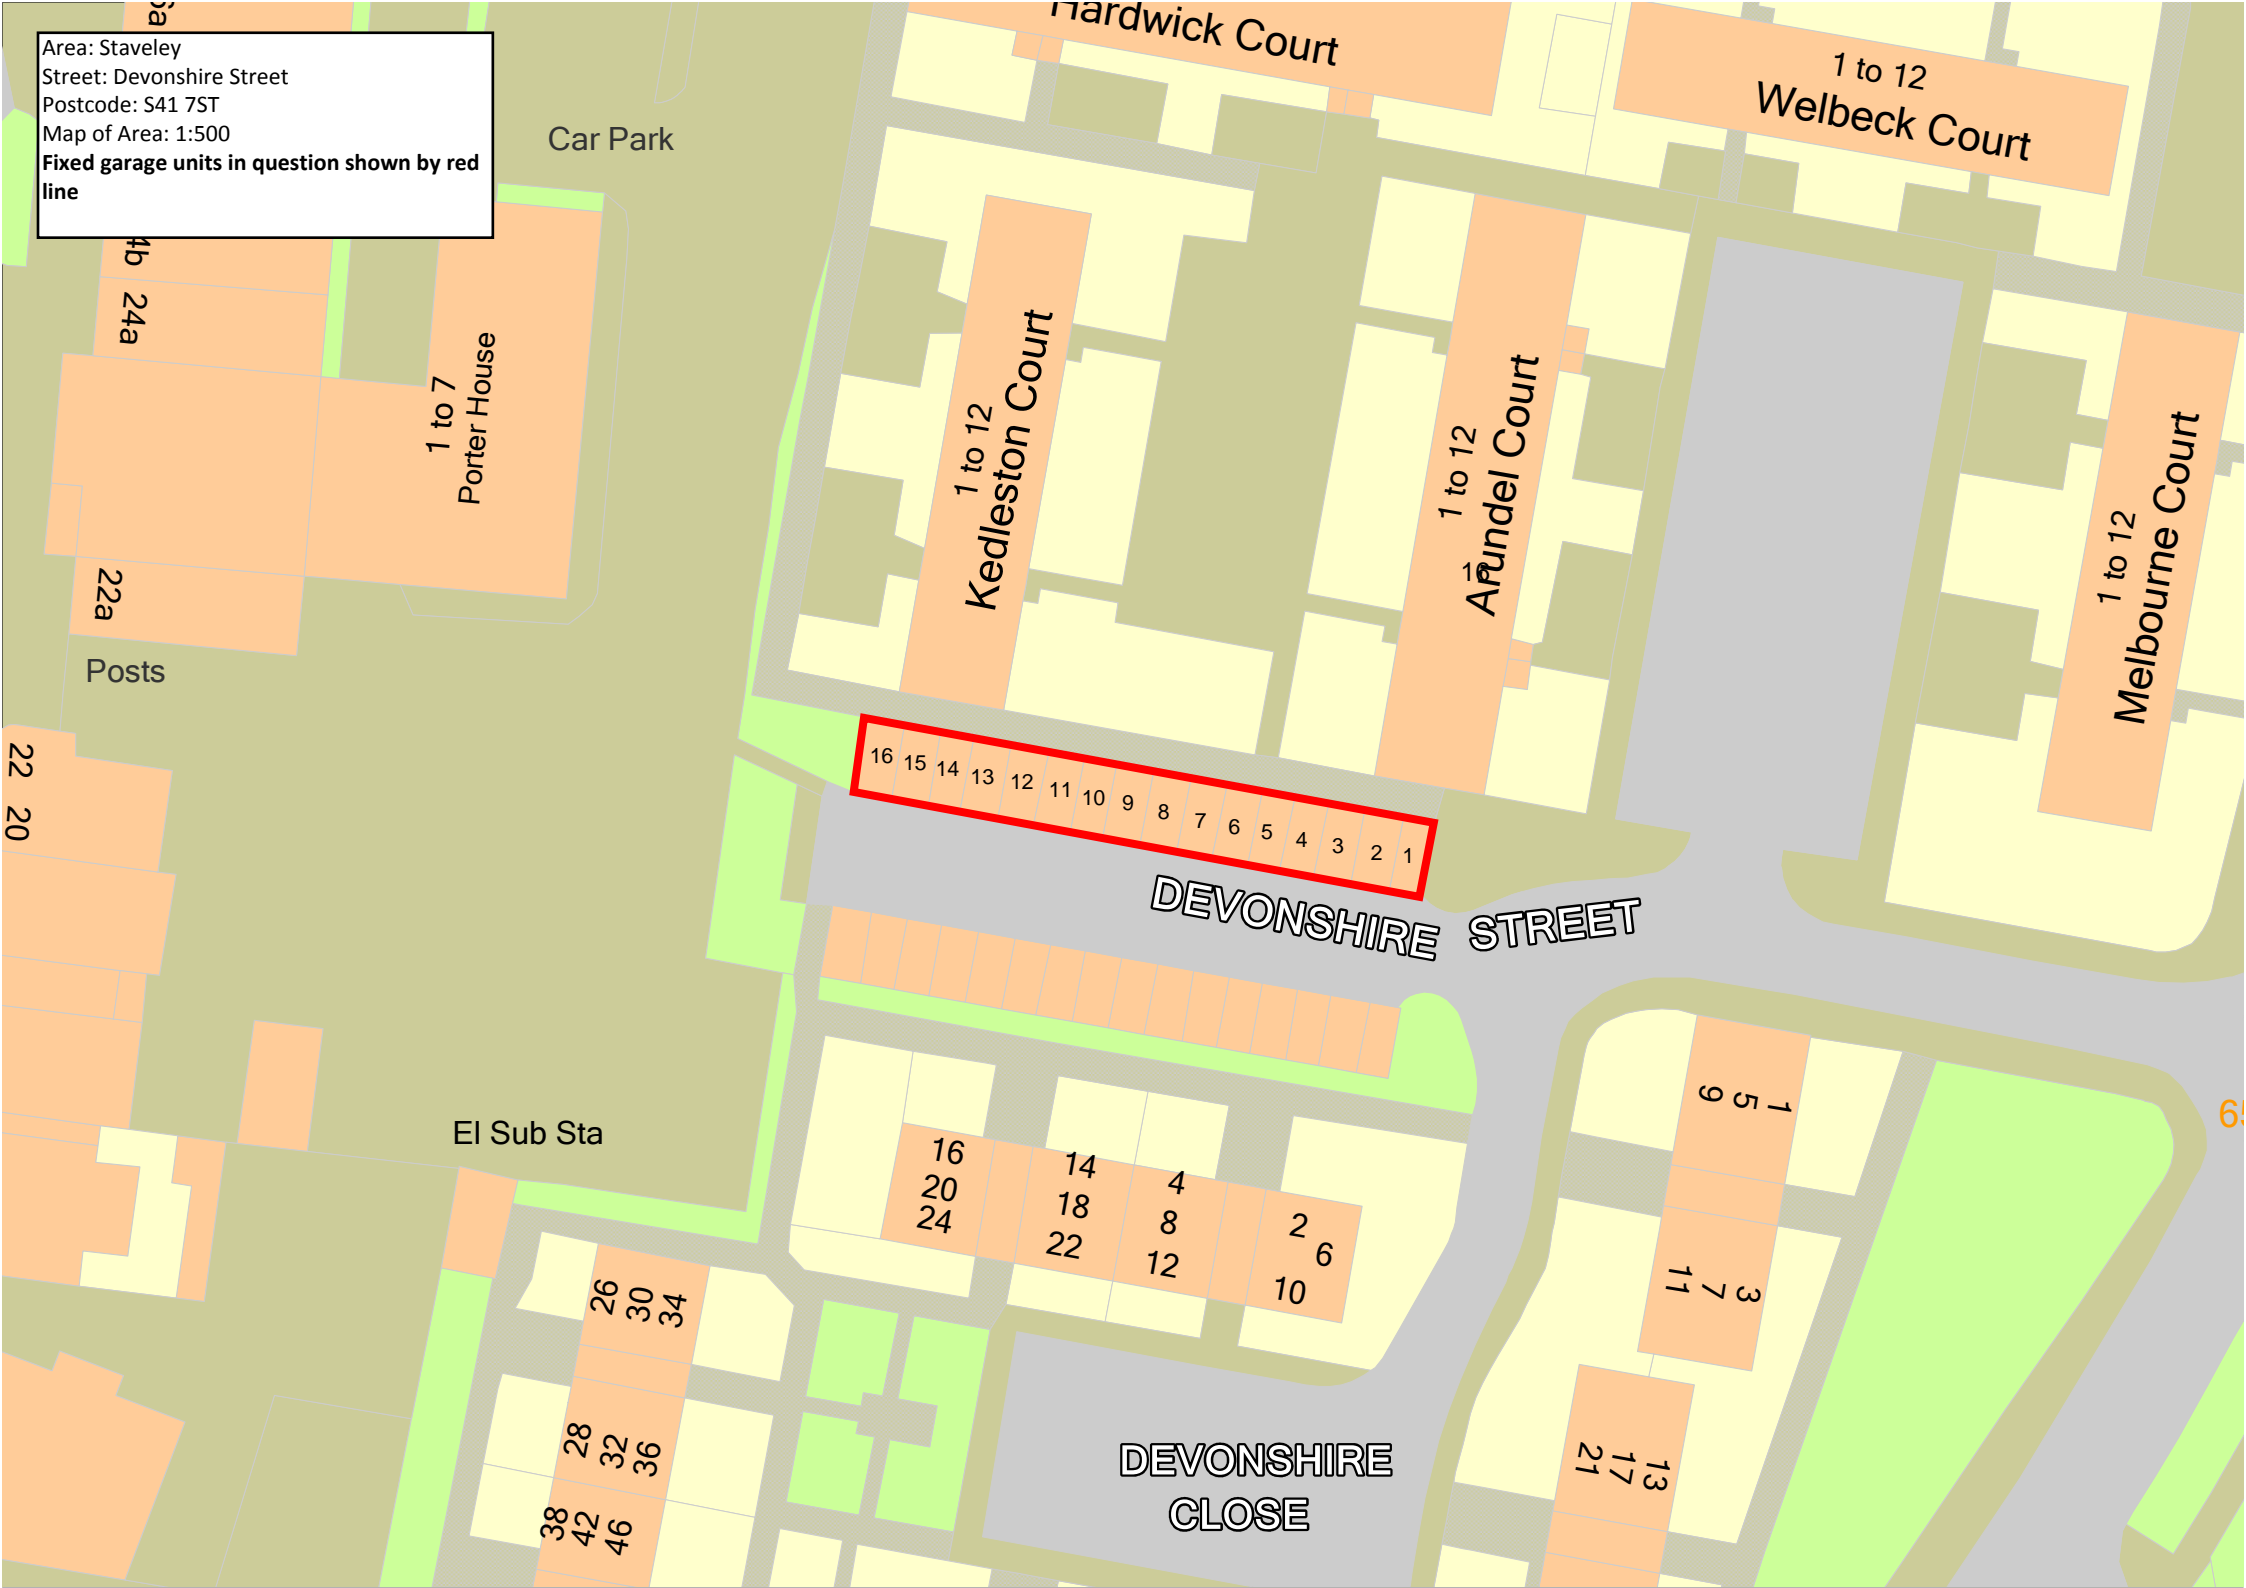 Area: Staveley
Street: Devonshire Street
Postcode: S41 7ST
Map of Area: 1:500
Fixed garage units in question shown by red
line
Hardwick Court
1 to 12
Welbeck Court
Car Park
24a
1 to 7
Porter House
22a
Posts
22
20
1 to 12
Kedleston Court
1 to 12
Arundel Court
16
1 to 12
Melbourne Court
16 15 14 13 12 11 10 9 8 7 6 5 4 3 2 1
DEVONSHIRE STREET
El Sub Sta
16
20
24
14
18
22
4
8
12
2
6
10
1
5
9
3
7
11
13
17
21
26
30
34
28
32
36
38
42
46
DEVONSHIRE
CLOSE